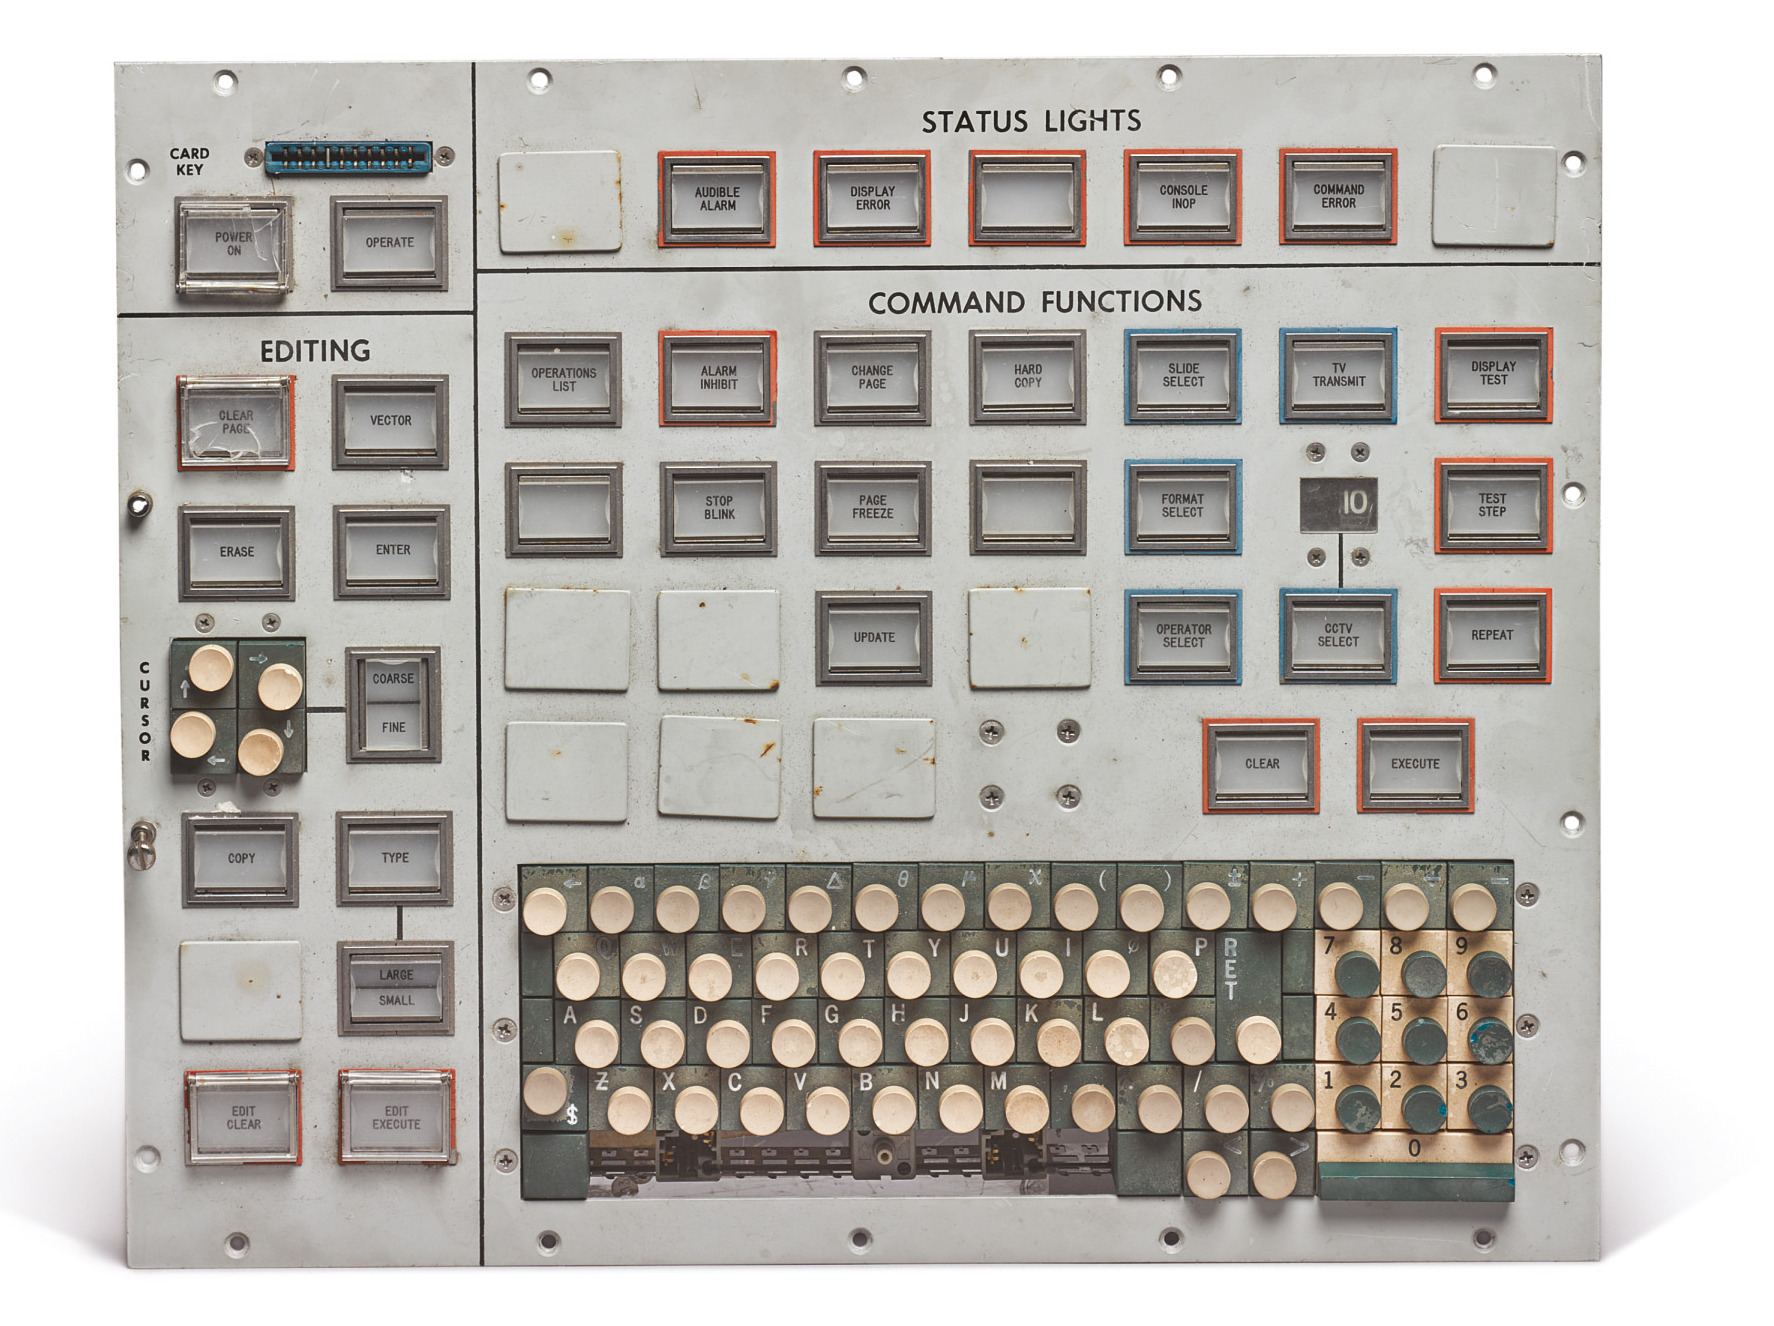 STATUS LIGHTS
CARD
KEY
POWER
ON
OPERATE
AUDIBLE
ALARM
DISPLAY
ERROR
CONSOLE
INOP
COMMAND
ERROR
EDITING
CLEAR
PAGE
VECTOR
ERASE
ENTER
CURSOR
COARSE
FINE
COPY
TYPE
LARGE
SMALL
EDIT
CLEAR
EDIT
EXECUTE
COMMAND FUNCTIONS
OPERATIONS
LIST
ALARM
INHIBIT
CHANGE
PAGE
HARD
COPY
SLIDE
SELECT
TV
TRANSMIT
DISPLAY
TEST
STOP
BLINK
PAGE
FREEZE
FORMAT
SELECT
10
TEST
STEP
UPDATE
OPERATOR
SELECT
CCTV
SELECT
REPEAT
CLEAR
EXECUTE
← α β γ Δ θ μ X ( ) ± + - ÷ =
Q W E R T Y U I Ø P RET 7 8 9
A S D F G H J K L 4 5 6
$ Z X C V B N M , . / % 1 2 3
< > 0